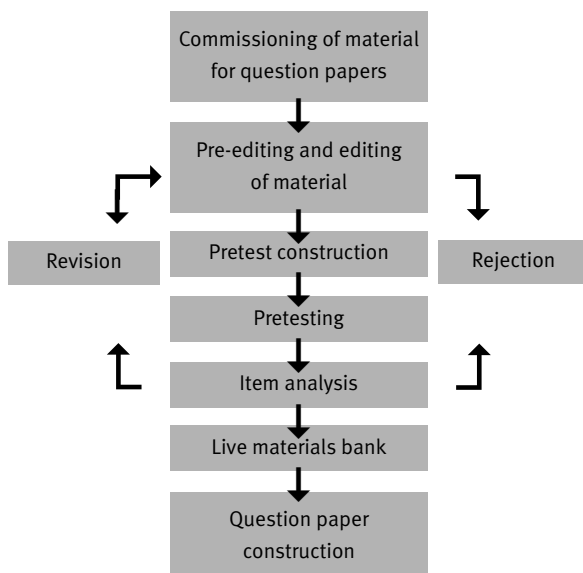 Commissioning of material
for question papers
Pre-editing and editing
of material
Revision
Pretest construction
Rejection
Pretesting
Item analysis
Live materials bank
Question paper
construction